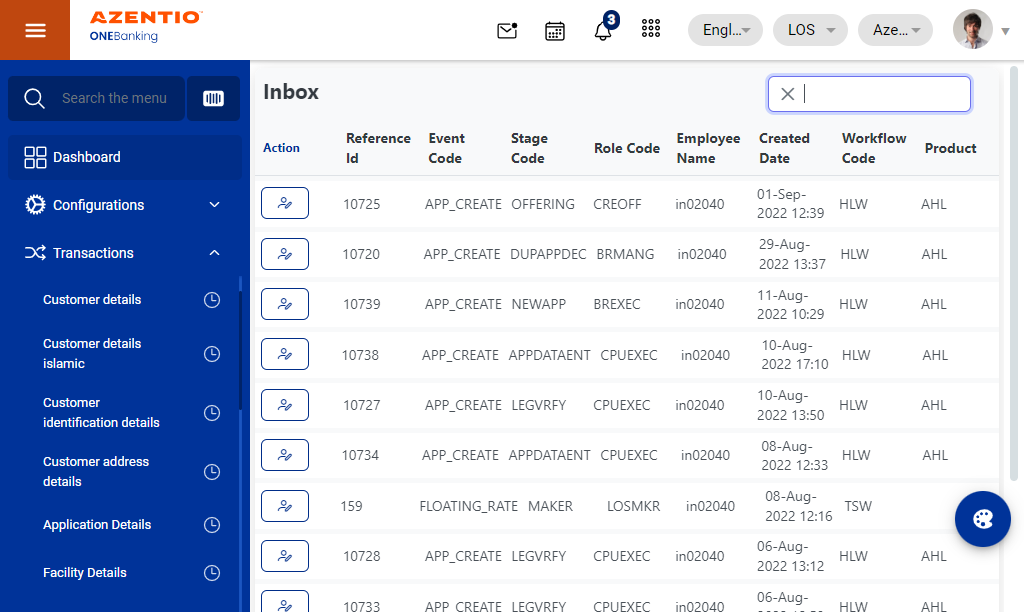 AZENTIO
ONEBanking
3
Engl...
LOS
Aze...
Search the menu
Dashboard
Configurations
Transactions
Customer details
Customer details
islamic
Customer
identification details
Customer address
details
Application Details
Facility Details
Inbox
Action Reference Id Event Code Stage Code Role Code Employee Name Created Date Workflow Code Product
10725 APP_CREATE OFFERING CREOFF in02040 01-Sep-2022 12:39 HLW AHL
10720 APP_CREATE DUPAPPDEC BRMANG in02040 29-Aug-2022 13:37 HLW AHL
10739 APP_CREATE NEWAPP BREXEC in02040 11-Aug-2022 10:29 HLW AHL
10738 APP_CREATE APPDATAENT CPUEXEC in02040 10-Aug-2022 17:10 HLW AHL
10727 APP_CREATE LEGVRFY CPUEXEC in02040 10-Aug-2022 13:50 HLW AHL
10734 APP_CREATE APPDATAENT CPUEXEC in02040 08-Aug-2022 12:33 HLW AHL
159 FLOATING_RATE MAKER LOSMKR in02040 08-Aug-2022 12:16 TSW
10728 APP_CREATE LEGVRFY CPUEXEC in02040 06-Aug-2022 13:12 HLW AHL
10733 APP_CREATE LEGVRFY CPUEXEC in02040 06-Aug- HLW AHL